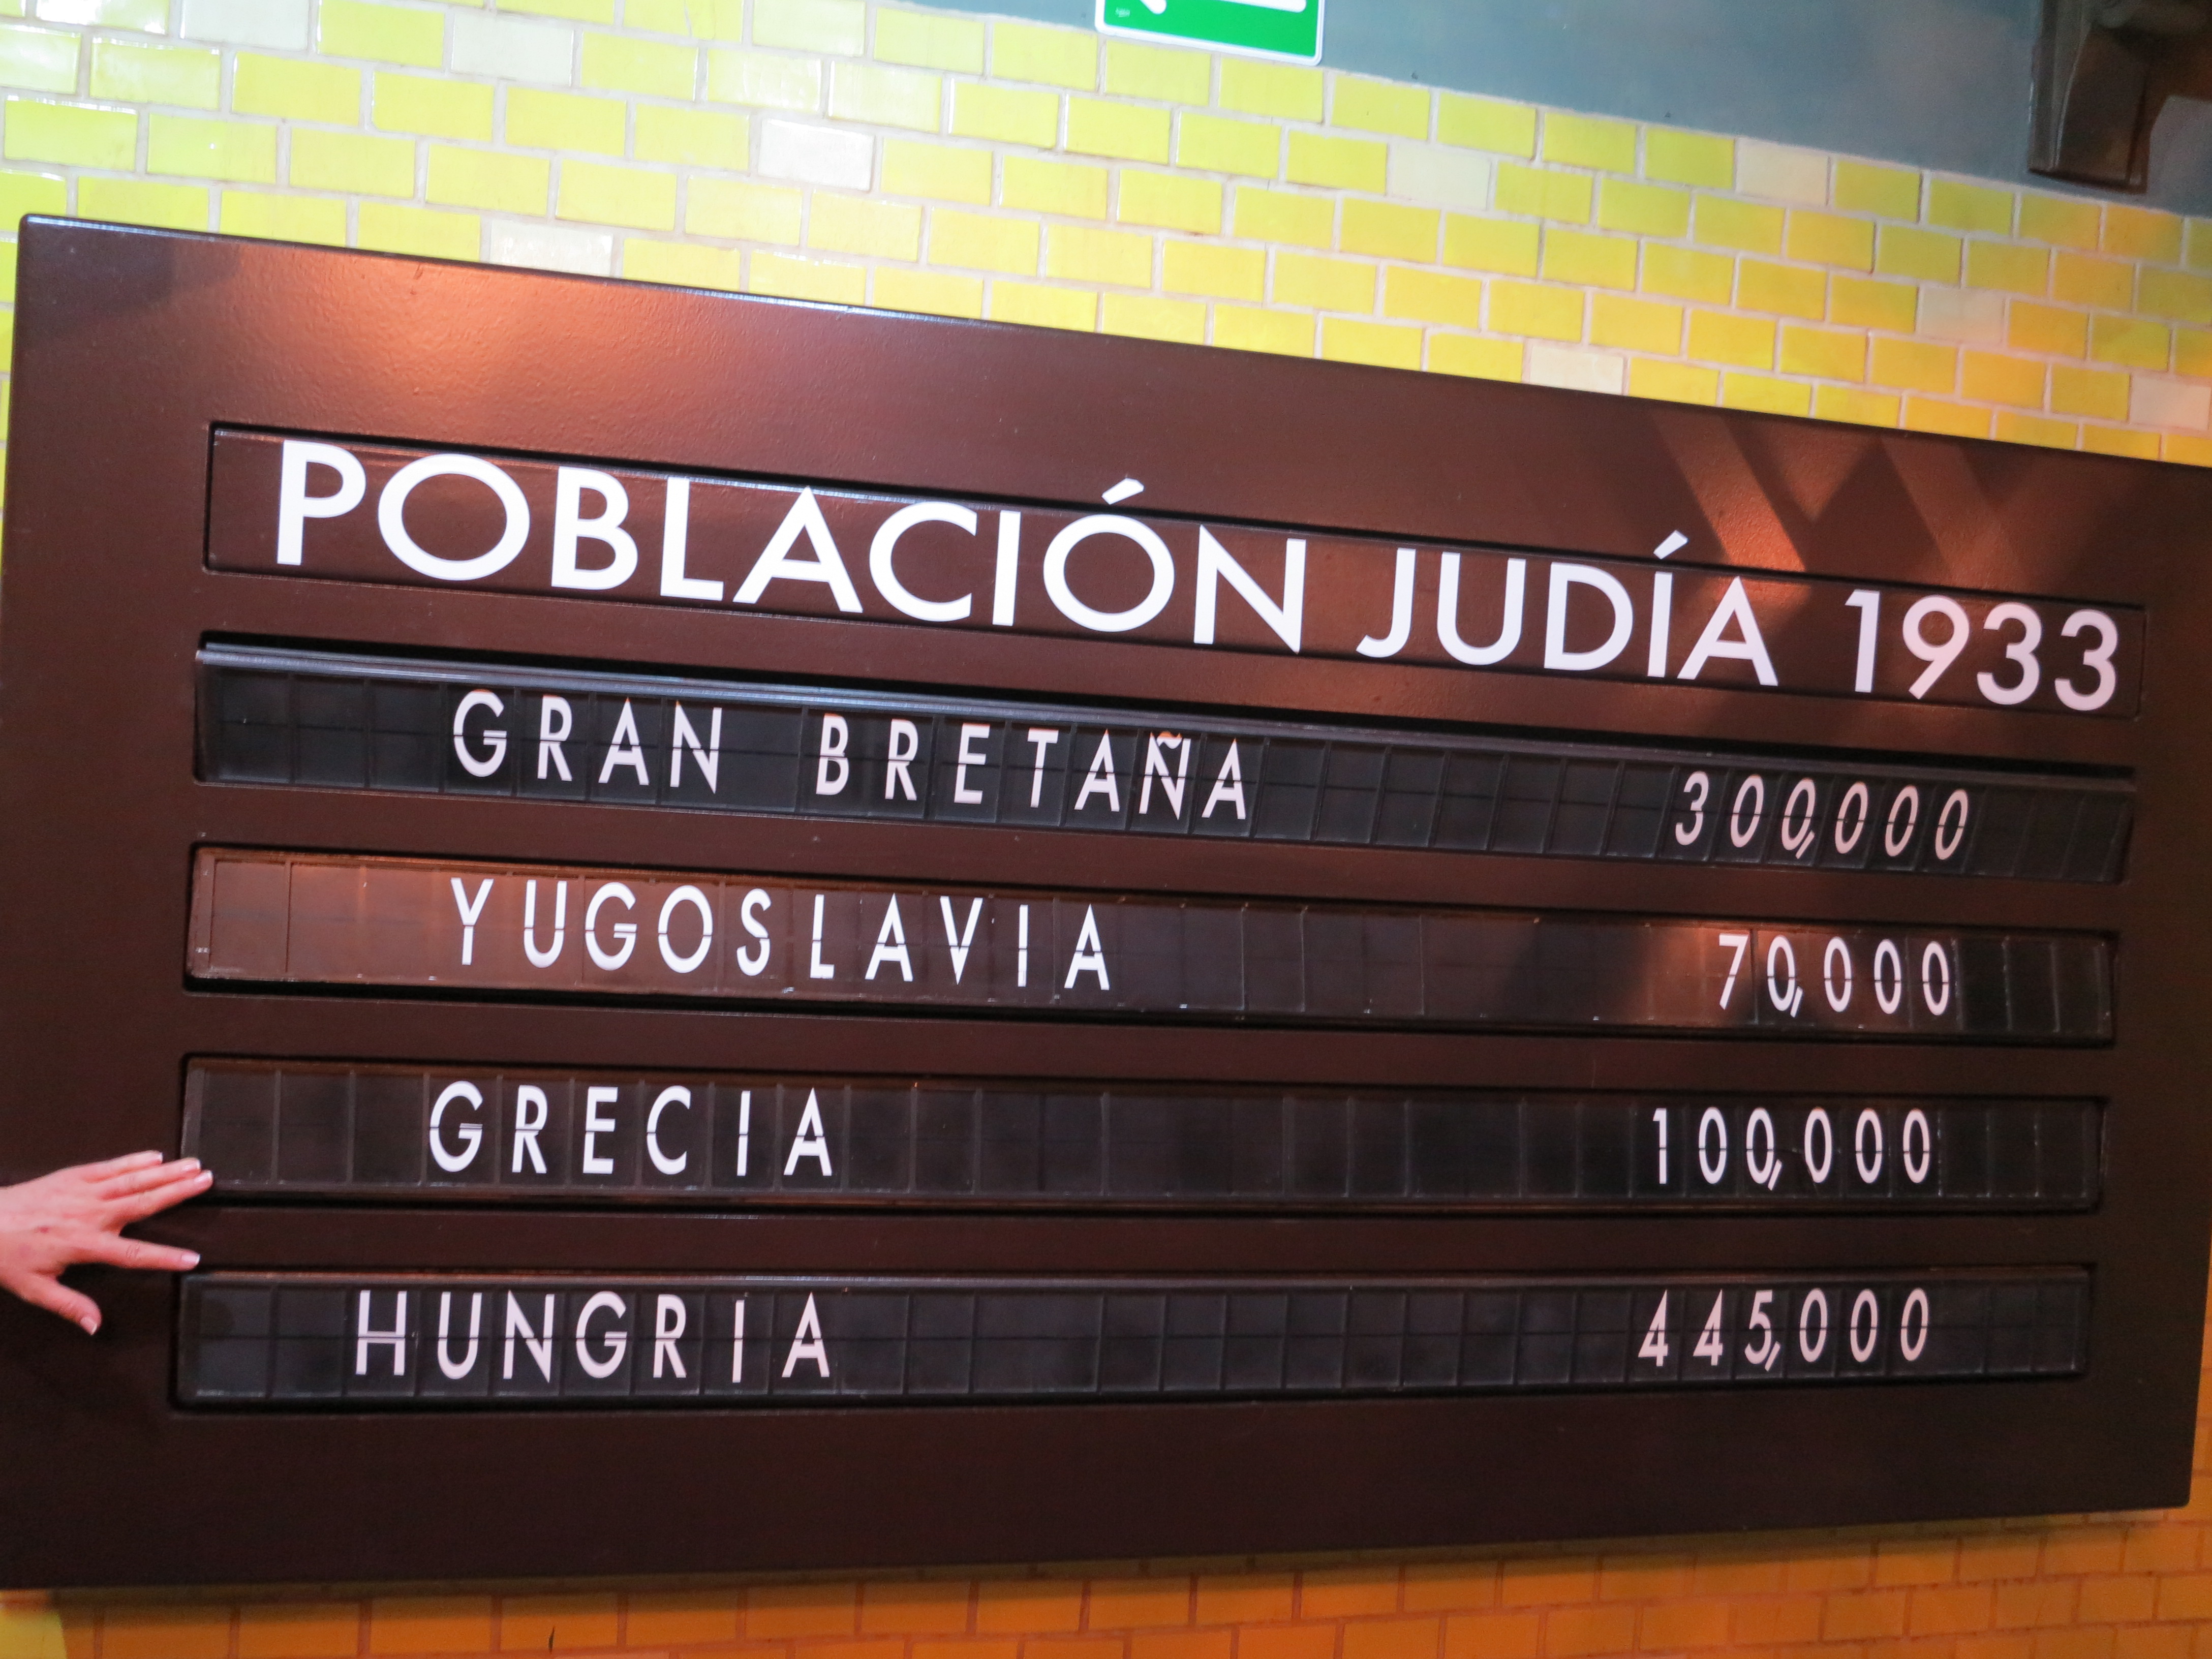 POBLACIÓN JUDÍA 1933
GRAN BRETAÑA 300,000
YUGOSLAVIA 70,000
GRECIA 100,000
HUNGRIA 445,000